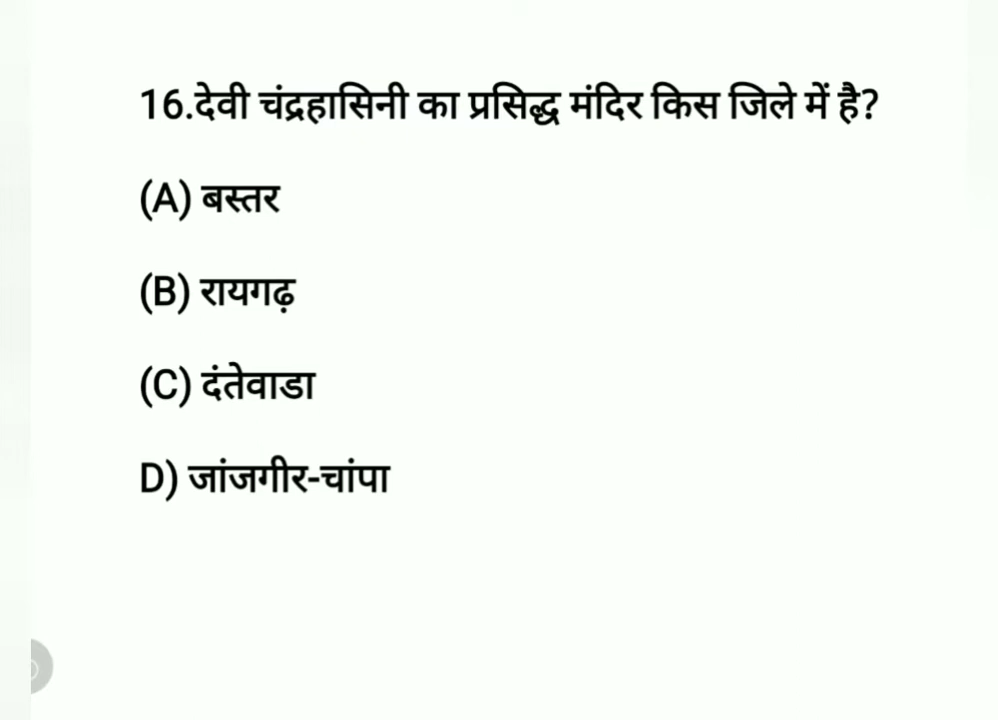 16.देवी चंद्रहासिनी का प्रसिद्ध मंदिर किस जिले में है?
(A) बस्तर
(B) रायगढ़
(C) दंतेवाडा
D) जांजगीर-चांपा